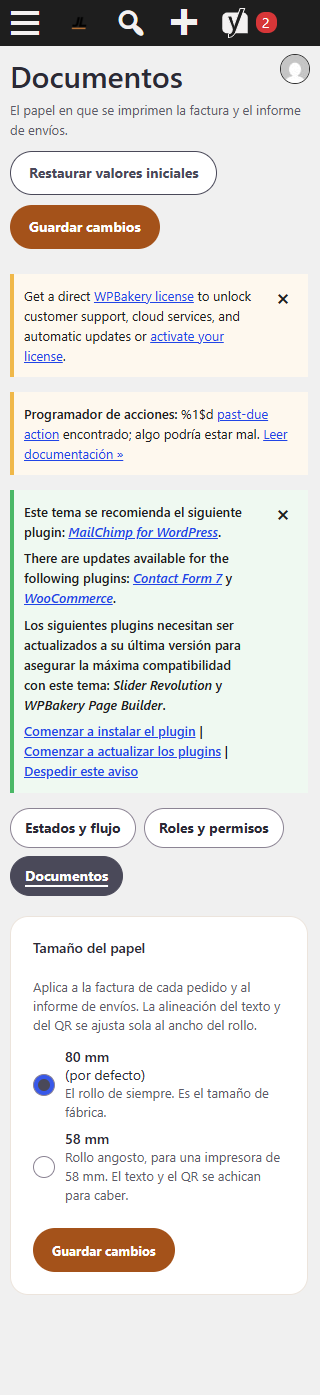 2
Documentos
El papel en que se imprimen la factura y el informe
de envíos.
Restaurar valores iniciales
Guardar cambios
Get a direct WPBakery license to unlock
customer support, cloud services, and
automatic updates or activate your
license.
Programador de acciones: %1$d past-due
action encontrado; algo podría estar mal. Leer
documentación »
Este tema se recomienda el siguiente
plugin: MailChimp for WordPress.
There are updates available for the
following plugins: Contact Form 7 y
WooCommerce.
Los siguientes plugins necesitan ser
actualizados a su última versión para
asegurar la máxima compatibilidad
con este tema: Slider Revolution y
WPBakery Page Builder.
Comenzar a instalar el plugin |
Comenzar a actualizar los plugins |
Despedir este aviso
Estados y flujo
Roles y permisos
Documentos
Tamaño del papel
Aplica a la factura de cada pedido y al
informe de envíos. La alineación del texto y
del QR se ajusta sola al ancho del rollo.
80 mm
(por defecto)
El rollo de siempre. Es el tamaño de
fábrica.
58 mm
Rollo angosto, para una impresora de
58 mm. El texto y el QR se achican
para caber.
Guardar cambios